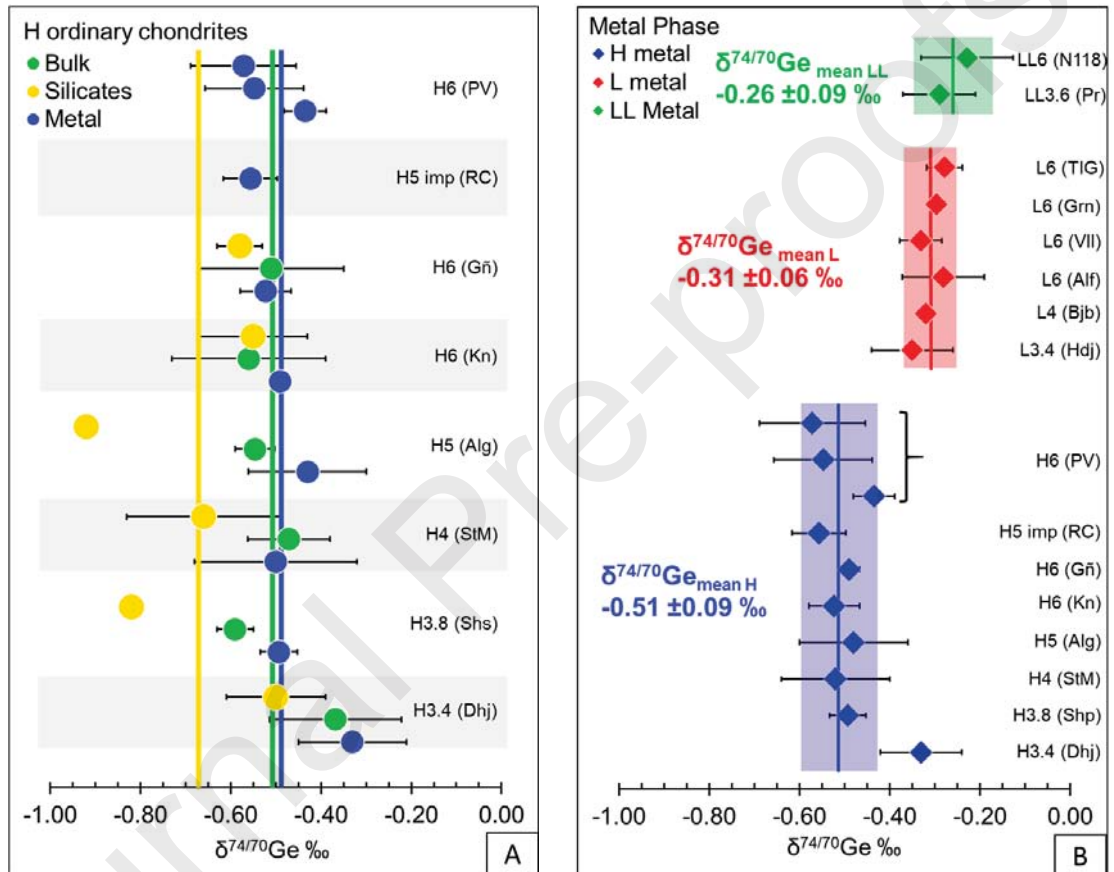 H ordinary chondrites
Bulk
Silicates
Metal
H6 (PV)
H5 imp (RC)
H6 (Gñ)
H6 (Kn)
H5 (Alg)
H4 (StM)
H3.8 (Shs)
H3.4 (Dhj)
-1.00 -0.80 -0.60 -0.40 -0.20 0.00
δ74/70Ge ‰
A
Metal Phase
H metal
L metal
LL Metal
δ74/70Ge mean LL
-0.26 ±0.09 ‰
LL6 (N118)
LL3.6 (Pr)
L6 (TIG)
L6 (Grn)
L6 (Vll)
L6 (Alf)
L4 (Bjb)
L3.4 (Hdj)
δ74/70Ge mean L
-0.31 ±0.06 ‰
H6 (PV)
H5 imp (RC)
H6 (Gñ)
H6 (Kn)
H5 (Alg)
H4 (StM)
H3.8 (Shp)
H3.4 (Dhj)
δ74/70Ge mean H
-0.51 ±0.09 ‰
-1.00 -0.80 -0.60 -0.40 -0.20 0.00
δ74/70Ge ‰
B
urnal Pre-proofs